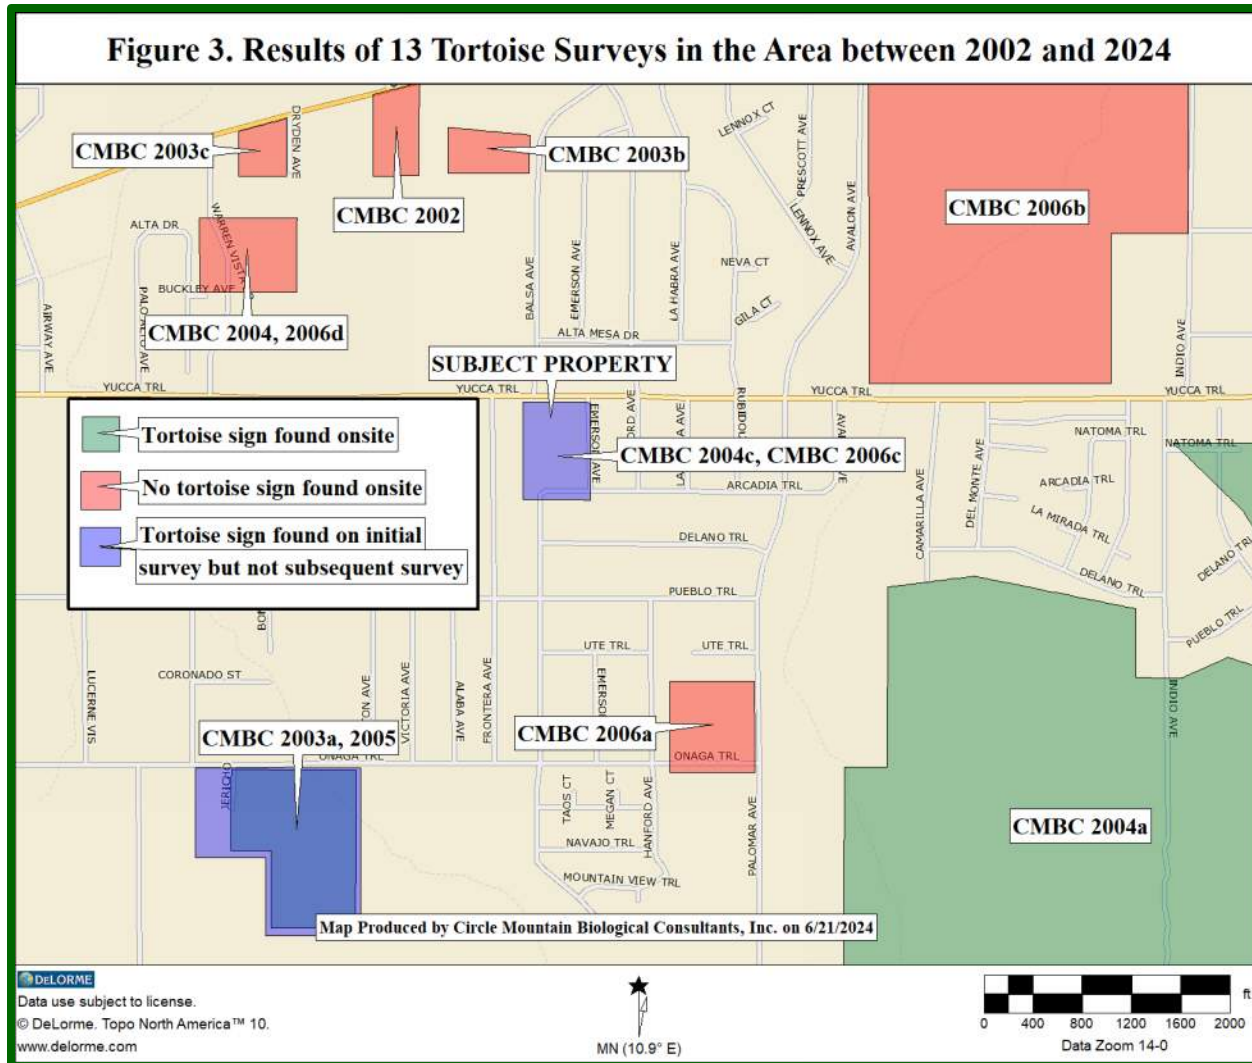 Figure 3. Results of 13 Tortoise Surveys in the Area between 2002 and 2024
DRYDEN AVE
CMBC 2003c
CMBC 2002
CMBC 2003b
LENNOX CT
PRESCOTT AVE
LENNOX AVE
AVALON AVE
CMBC 2006b
ALTA DR
WARREN VISTA
BUCKLEY AVE
AIRWAY AVE
CMBC 2004, 2006d
BALSA AVE
EMERSON AVE
LA HABRA AVE
NEVA CT
GILA CT
ALTA MESA DR
INDIO AVE
SUBJECT PROPERTY
YUCCA TRL
YUCCA TRL
YUCCA TRL
YUCCA TRL
Tortoise sign found onsite
No tortoise sign found onsite
Tortoise sign found on initial
survey but not subsequent survey
EMERSON AVE
CMBC 2004c, CMBC 2006c
ARCADIA TRL
DELANO TRL
PUEBLO TRL
CAMARILLA AVE
DEL MONTE AVE
NATOMA TRL
NATOMA TRL
ARCADIA TRL
LA MIRADA TRL
DELANO TRL
DELANO TRL
PUEBLO TRL
INDIO AVE
LUCERNE VIS
CORONADO ST
VICTORIA AVE
ALABA AVE
FRONTERA AVE
UTE TRL
UTE TRL
CMBC 2003a, 2005
CMBC 2006a
ONAGA TRL
ONAGA TRL
JERICHO
TAOS CT
MEGAN CT
HANFORD AVE
NAVAJO TRL
MOUNTAIN VIEW TRL
PALOMAR AVE
CMBC 2004a
Map Produced by Circle Mountain Biological Consultants, Inc. on 6/21/2024
DELORME
Data use subject to license.
© DeLorme. Topo North America™ 10.
www.delorme.com
MN (10.9° E)
ft
0 400 800 1200 1600 2000
Data Zoom 14-0